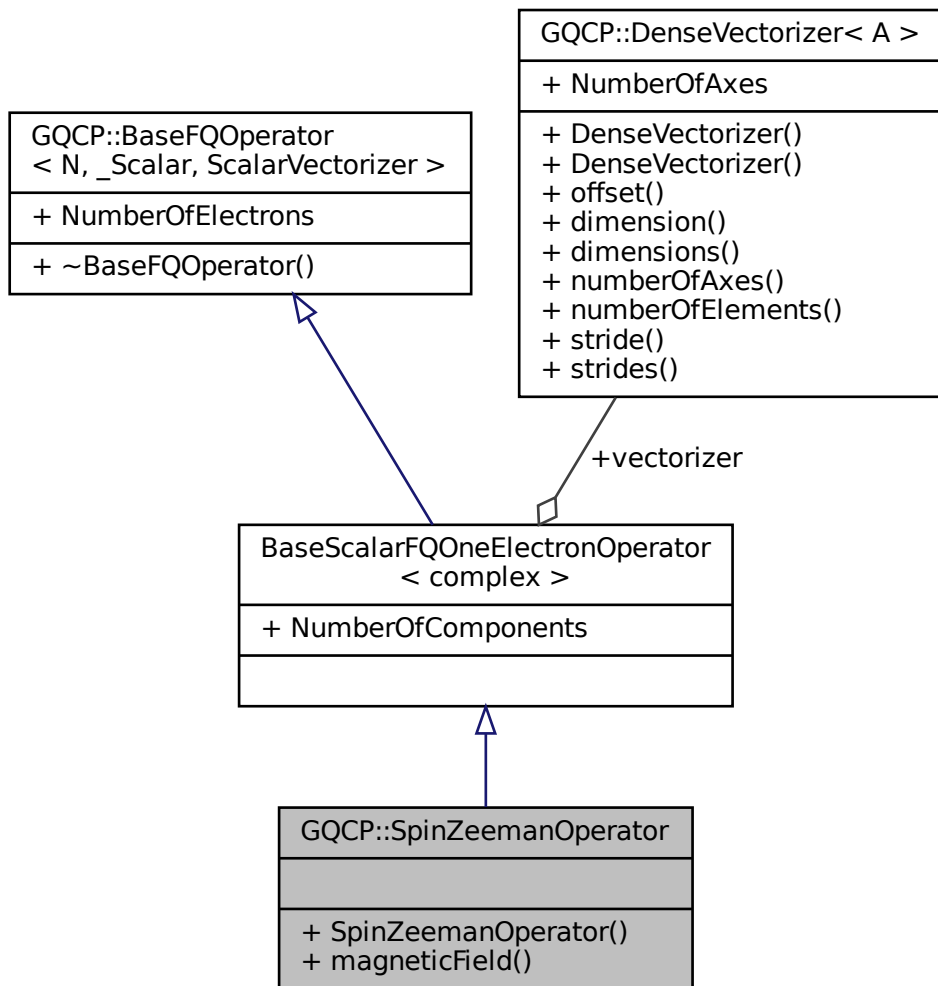 GQCP::DenseVectorizer< A >
+ NumberOfAxes
+ DenseVectorizer()
+ DenseVectorizer()
+ offset()
+ dimension()
+ dimensions()
+ numberOfAxes()
+ numberOfElements()
+ stride()
+ strides()
GQCP::BaseFQOperator
< N, _Scalar, ScalarVectorizer >
+ NumberOfElectrons
+ ~BaseFQOperator()
+vectorizer
BaseScalarFQOneElectronOperator
< complex >
+ NumberOfComponents
GQCP::SpinZeemanOperator
+ SpinZeemanOperator()
+ magneticField()